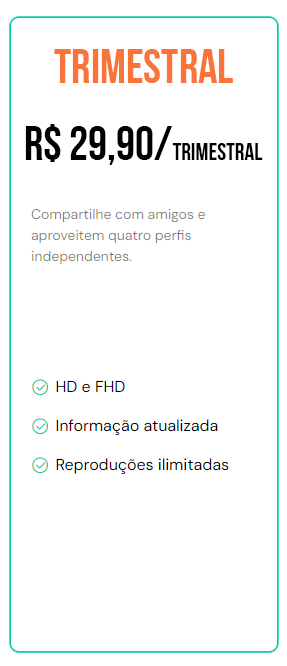 TRIMESTRAL
R$ 29,90/TRIMESTRAL
Compartilhe com amigos e
aproveitem quatro perfis
independentes.
HD e FHD
Informação atualizada
Reproduções ilimitadas